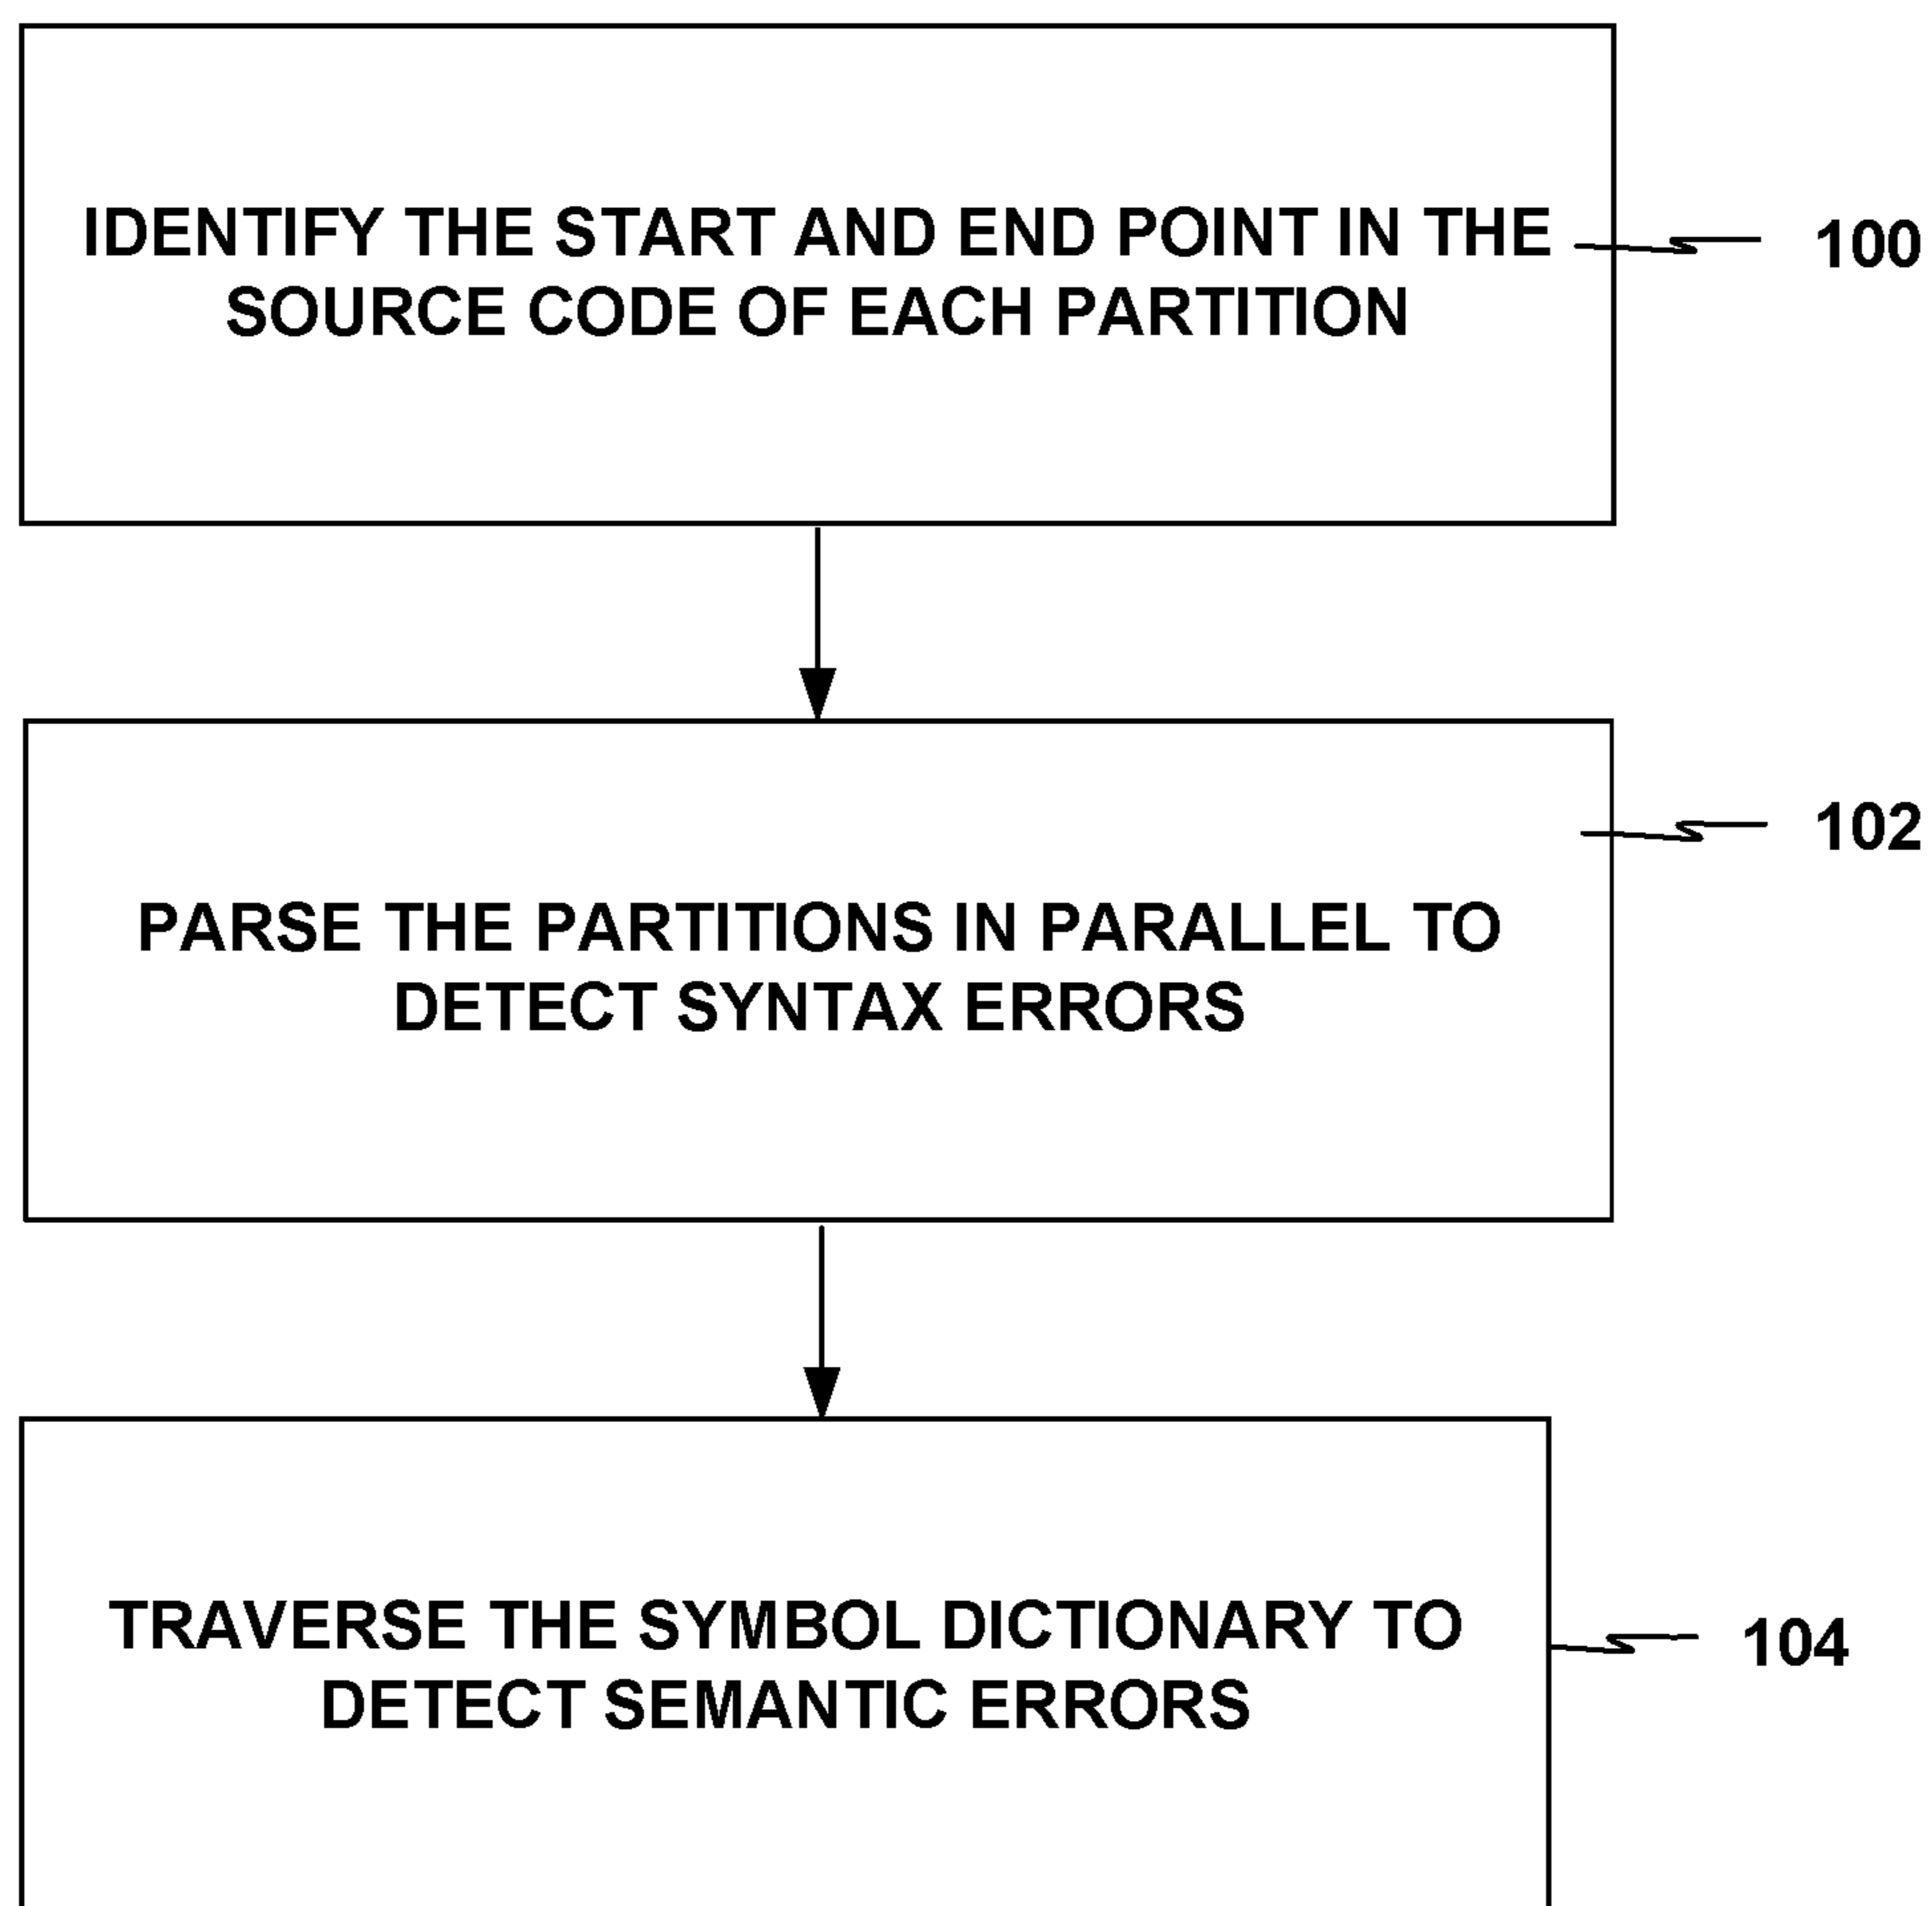 IDENTIFY THE START AND END POINT IN THE
SOURCE CODE OF EACH PARTITION
100
PARSE THE PARTITIONS IN PARALLEL TO
DETECT SYNTAX ERRORS
102
TRAVERSE THE SYMBOL DICTIONARY TO
DETECT SEMANTIC ERRORS
104